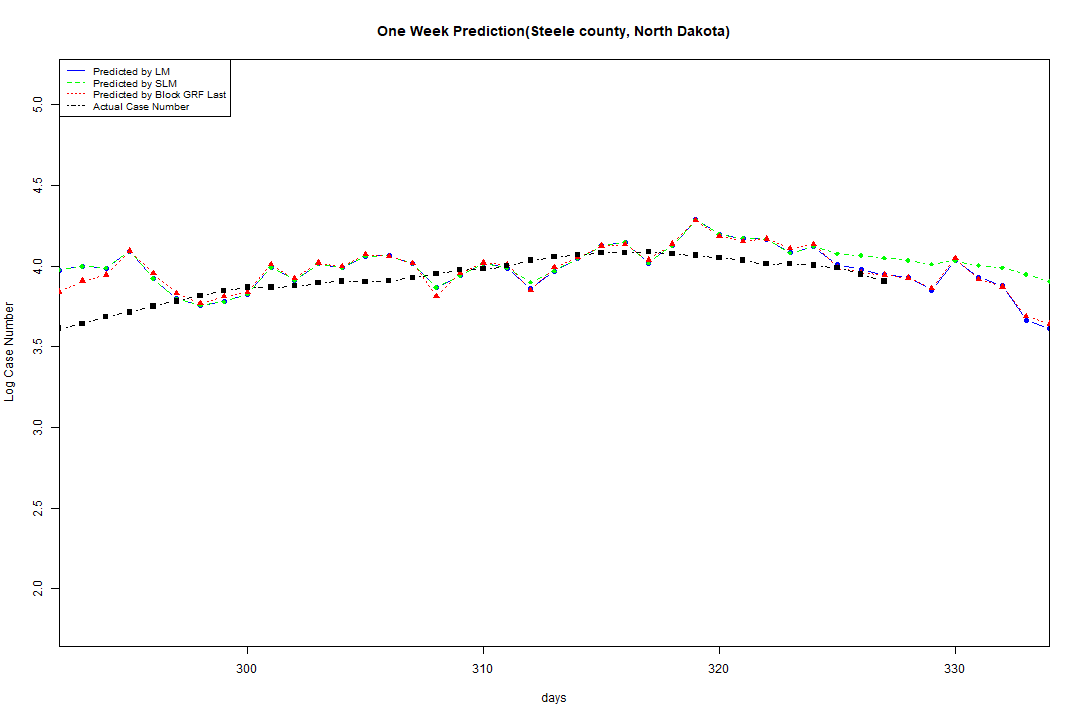 One Week Prediction(Steele county, North Dakota)
Predicted by LM
Predicted by SLM
Predicted by Block GRF Last
Actual Case Number
5.0
4.5
4.0
3.5
3.0
2.5
2.0
Log Case Number
300 310 320 330
days